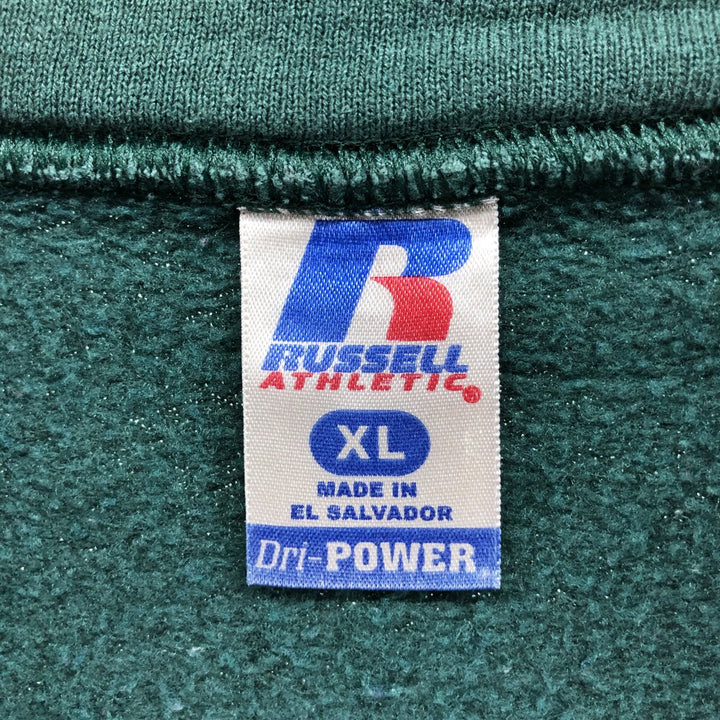 R
RUSSELL
ATHLETIC®
XL
MADE IN
EL SALVADOR
Dri-POWER